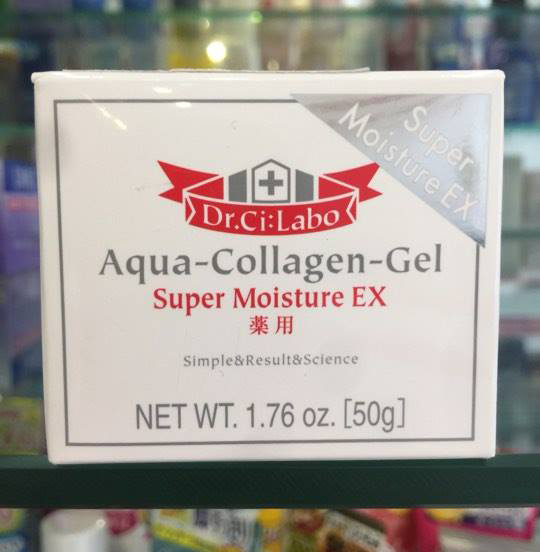 Super
Moisture EX
Dr.Ci:Labo
Aqua-Collagen-Gel
Super Moisture EX
薬用
Simple&Result&Science
NET WT. 1.76 oz. [50g]